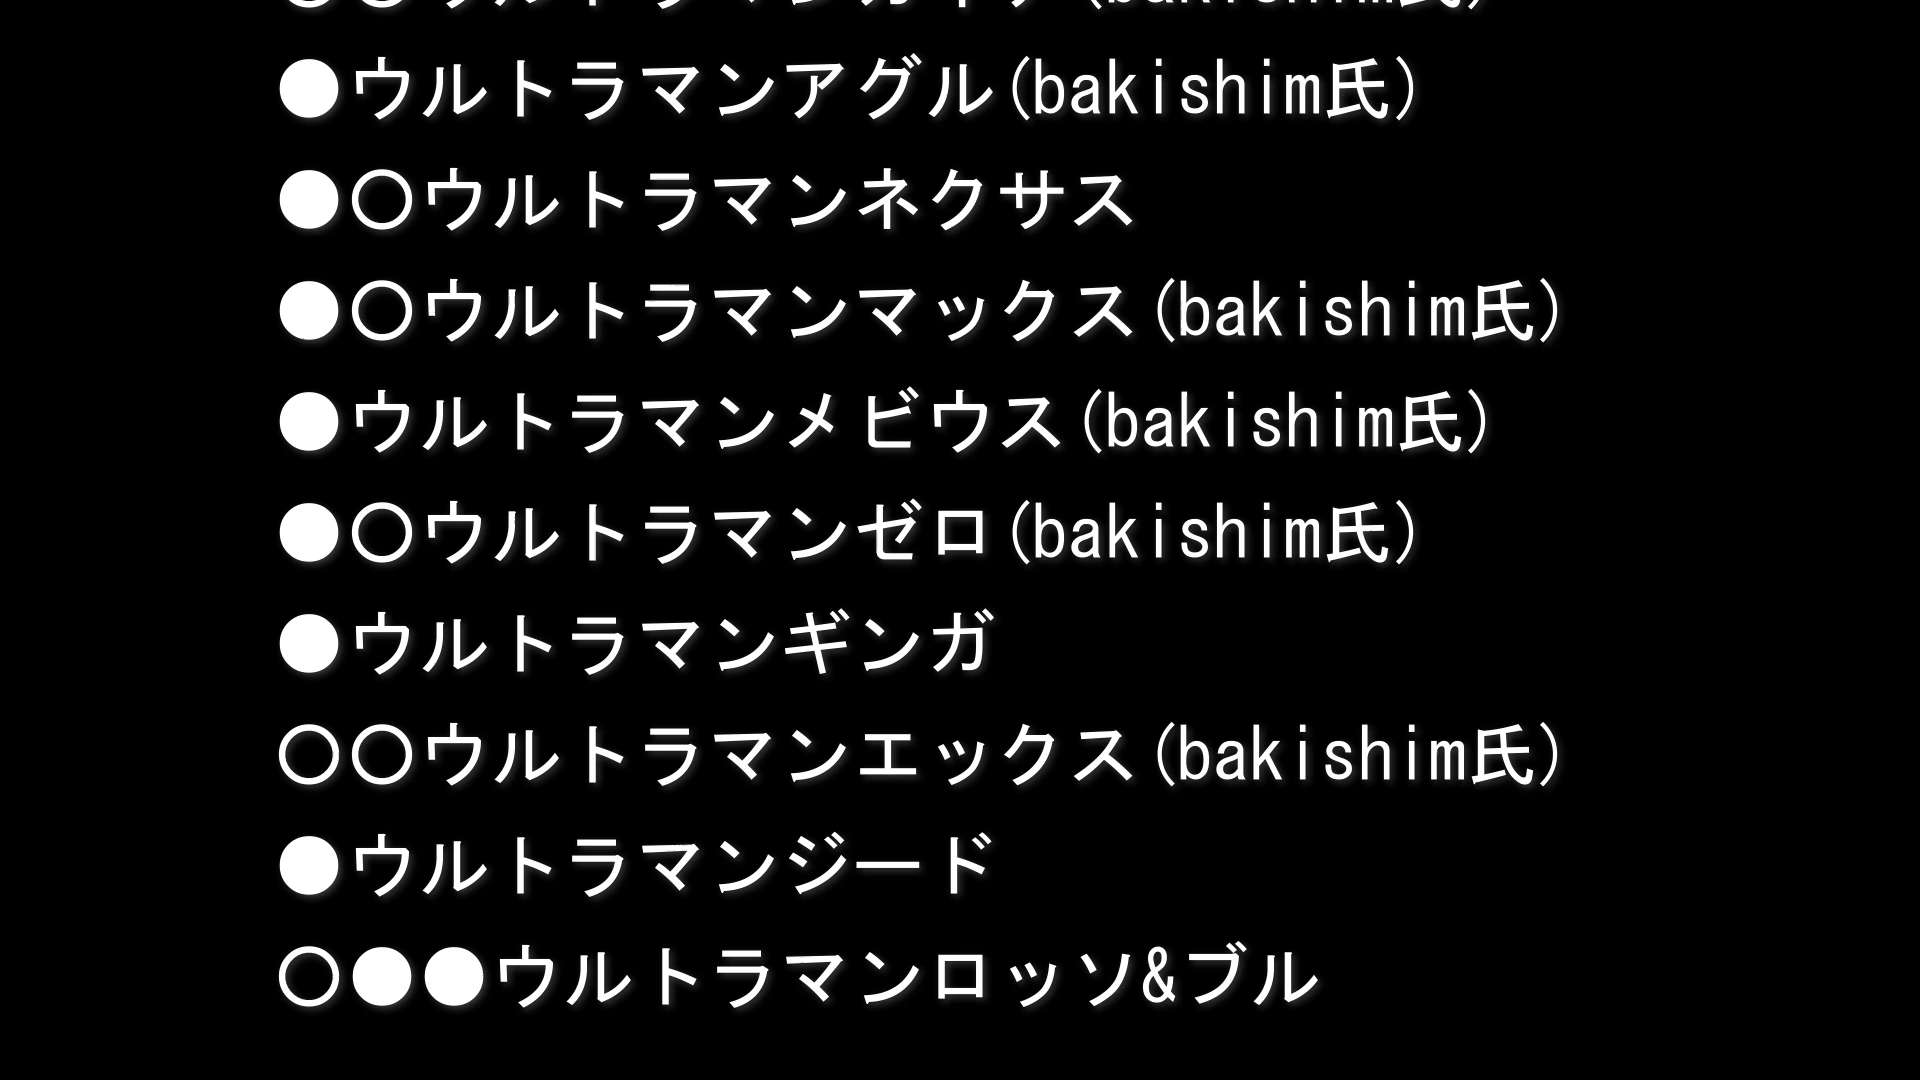 ●ウルトラマンアグル(bakishim氏)
●○ウルトラマンネクサス
●○ウルトラマンマックス(bakishim氏)
●ウルトラマンメビウス(bakishim氏)
●○ウルトラマンゼロ(bakishim氏)
●ウルトラマンギンガ
○○ウルトラマンエックス(bakishim氏)
●ウルトラマンジード
○●●ウルトラマンロッソ&ブル